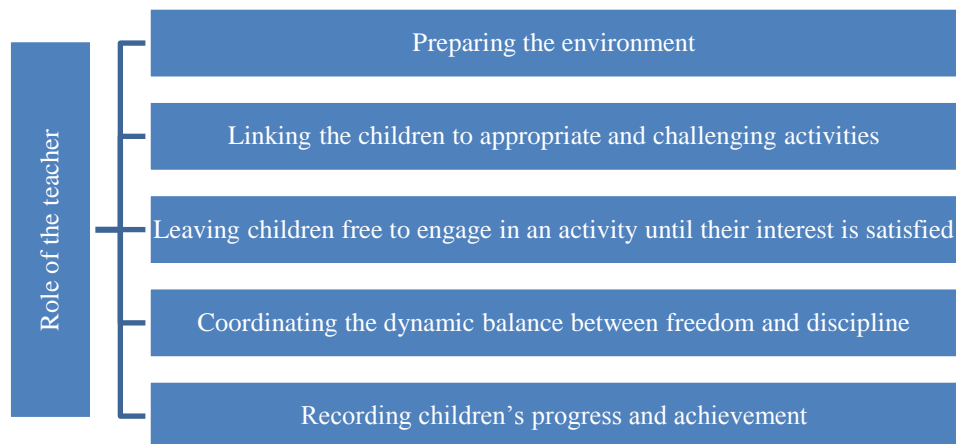 Role of the teacher
Preparing the environment
Linking the children to appropriate and challenging activities
Leaving children free to engage in an activity until their interest is satisfied
Coordinating the dynamic balance between freedom and discipline
Recording children’s progress and achievement